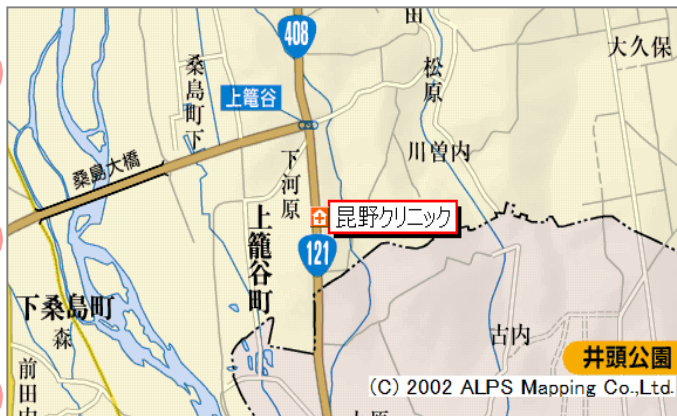 408
田
大久保
桑島町下
松原
上籠谷
川曽内
桑島大橋
下河原
昆野クリニック
上籠谷町
121
下桑島町
森
古内
井頭公園
前田
(C) 2002 ALPS Mapping Co.,Ltd.